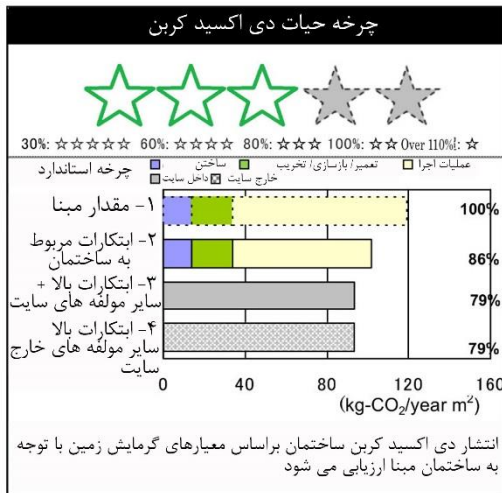 چرخه حیات دی اکسید کربن
30%: ☆☆☆☆☆ 60%: ☆☆☆☆ 80%: ☆☆☆ 100%: ☆☆ Over 110%: ☆
چرخه استاندارد ساختن تعمیر/ بازسازی/ تخریب عملیات اجرا
داخل سایت خارج سایت
۱- مقدار مبنا 100%
۲- ابتکارات مربوط
به ساختمان 86%
۳- ابتکارات بالا +
سایر مولفه های سایت 79%
۴- ابتکارات بالا
سایر مولفه های خارج
سایت 79%
0 40 80 120 160
(kg-CO₂/year m²)
انتشار دی اکسید کربن ساختمان براساس معیارهای گرمایش زمین با توجه
به ساختمان مبنا ارزیابی می شود